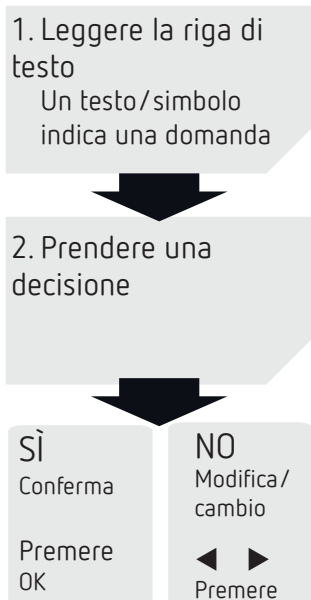 1. Leggere la riga di
testo
Un testo/simbolo
indica una domanda
2. Prendere una
decisione
SÌ
Conferma
Premere
OK
NO
Modifica/
cambio
◀ ▶
Premere